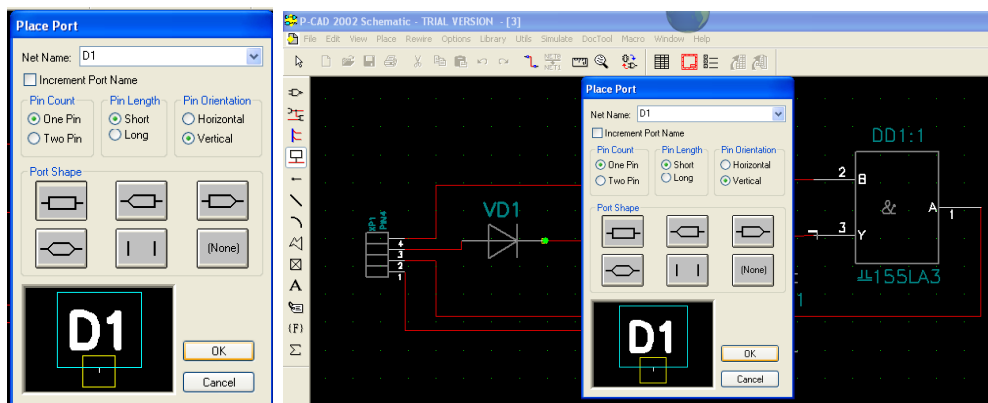 Place Port
Net Name: D1
Increment Port Name
Pin Count Pin Length Pin Orientation
One Pin Short Horizontal
Two Pin Long Vertical
Port Shape
(None)
D1
OK
Cancel
P-CAD 2002 Schematic - TRIAL VERSION - [3]
File Edit View Place Rewire Options Library Utils Simulate DocTool Macro Window Help
Place Port
Net Name: D1
Increment Port Name
Pin Count Pin Length Pin Orientation
One Pin Short Horizontal
Two Pin Long Vertical
Port Shape
(None)
D1
OK
Cancel
XP1
PIN4
4
3
2
1
VD1
DD1:1
2 B
&
A 1
3 Y
155LA3
1
A
{F}
Σ